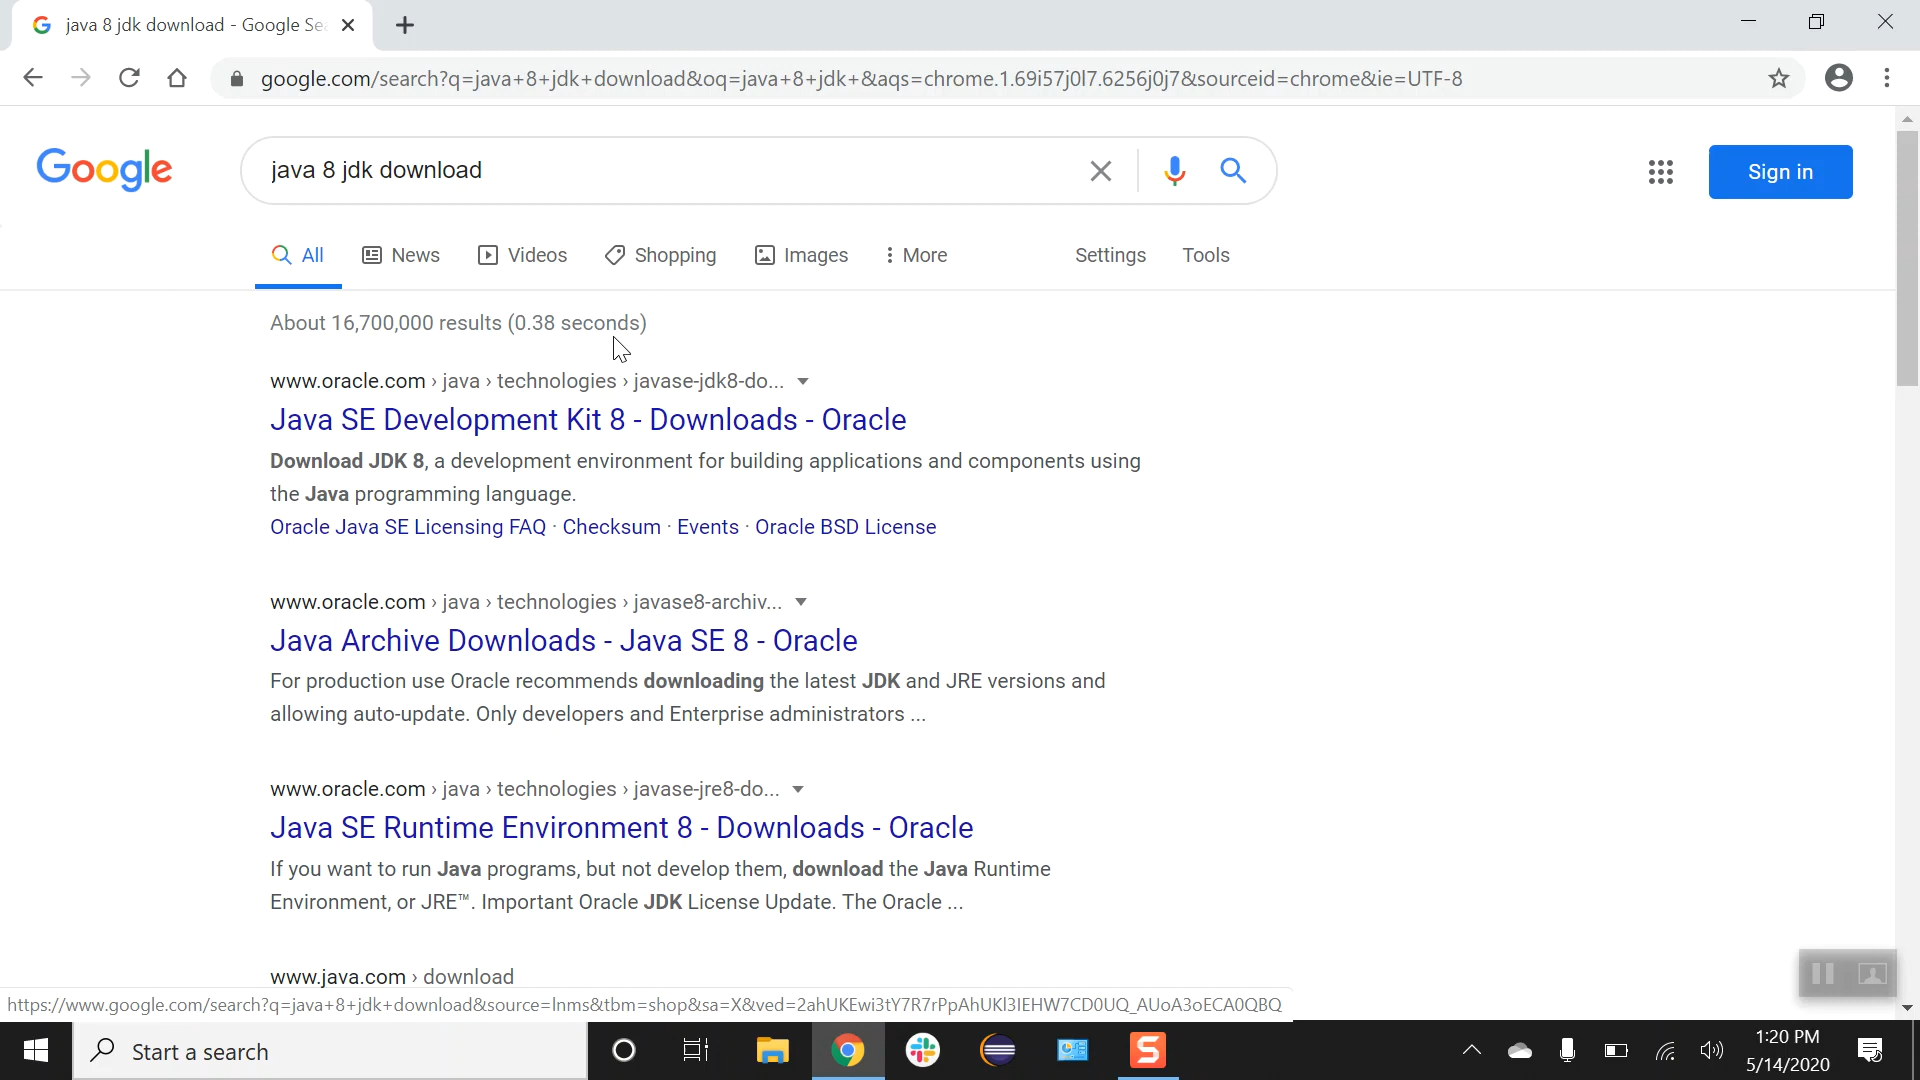 java 8 jdk download - Google Se
google.com/search?q=java+8+jdk+download&oq=java+8+jdk+&aqs=chrome.1.69i57j0l7.6256j0j7&sourceid=chrome&ie=UTF-8
Google
java 8 jdk download
Sign in
All News Videos Shopping Images More Settings Tools
About 16,700,000 results (0.38 seconds)
www.oracle.com › java › technologies › javase-jdk8-do...
Java SE Development Kit 8 - Downloads - Oracle
Download JDK 8, a development environment for building applications and components using
the Java programming language.
Oracle Java SE Licensing FAQ · Checksum · Events · Oracle BSD License
www.oracle.com › java › technologies › javase8-archiv...
Java Archive Downloads - Java SE 8 - Oracle
For production use Oracle recommends downloading the latest JDK and JRE versions and
allowing auto-update. Only developers and Enterprise administrators ...
www.oracle.com › java › technologies › javase-jre8-do...
Java SE Runtime Environment 8 - Downloads - Oracle
If you want to run Java programs, but not develop them, download the Java Runtime
Environment, or JRE™. Important Oracle JDK License Update. The Oracle ...
www.java.com › download
https://www.google.com/search?q=java+8+jdk+download&source=lnms&tbm=shop&sa=X&ved=2ahUKEwi3tY7R7rPpAhUKl3IEHW7CD0UQ_AUoA3oECA0QBQ
Start a search
1:20 PM
5/14/2020